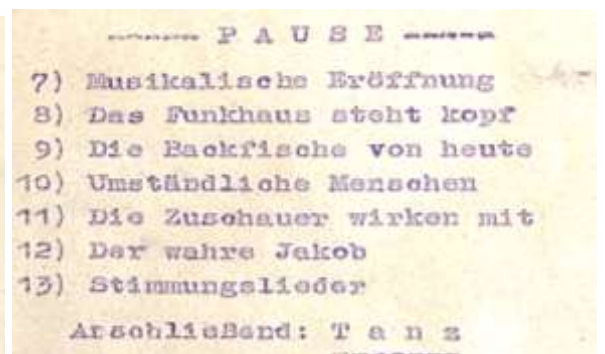 ------- P A U S E -------
7) Musikalische Eröffnung
8) Das Funkhaus steht kopf
9) Die Backfische von heute
10) Umständliche Menschen
11) Die Zuschauer wirken mit
12) Der wahre Jakob
13) Stimmungslieder
Anschließend: T a n z